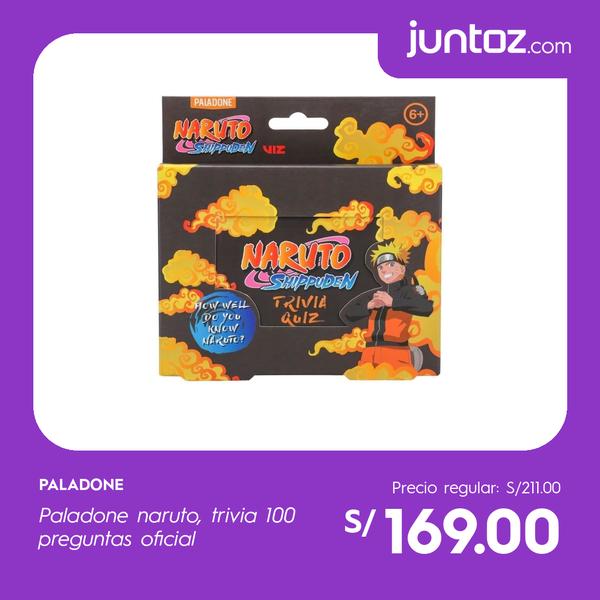 juntoz.com
PALADONE
NARUTO
SHIPPUDEN
VIZ
6+
NARUTO
SHIPPUDEN
TRIVIA
QUIZ
HOW WELL
DO YOU
KNOW
NARUTO?
PALADONE
Paladone naruto, trivia 100
preguntas oficial
Precio regular: S/211.00
S/169.00